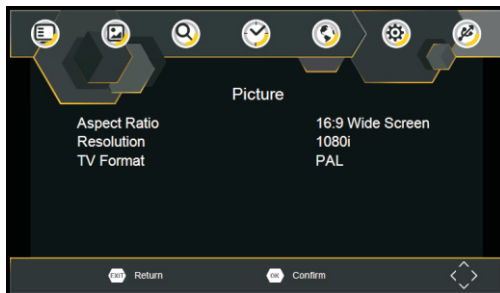 Picture
Aspect Ratio 16:9 Wide Screen
Resolution 1080i
TV Format PAL
EXIT Return OK Confirm